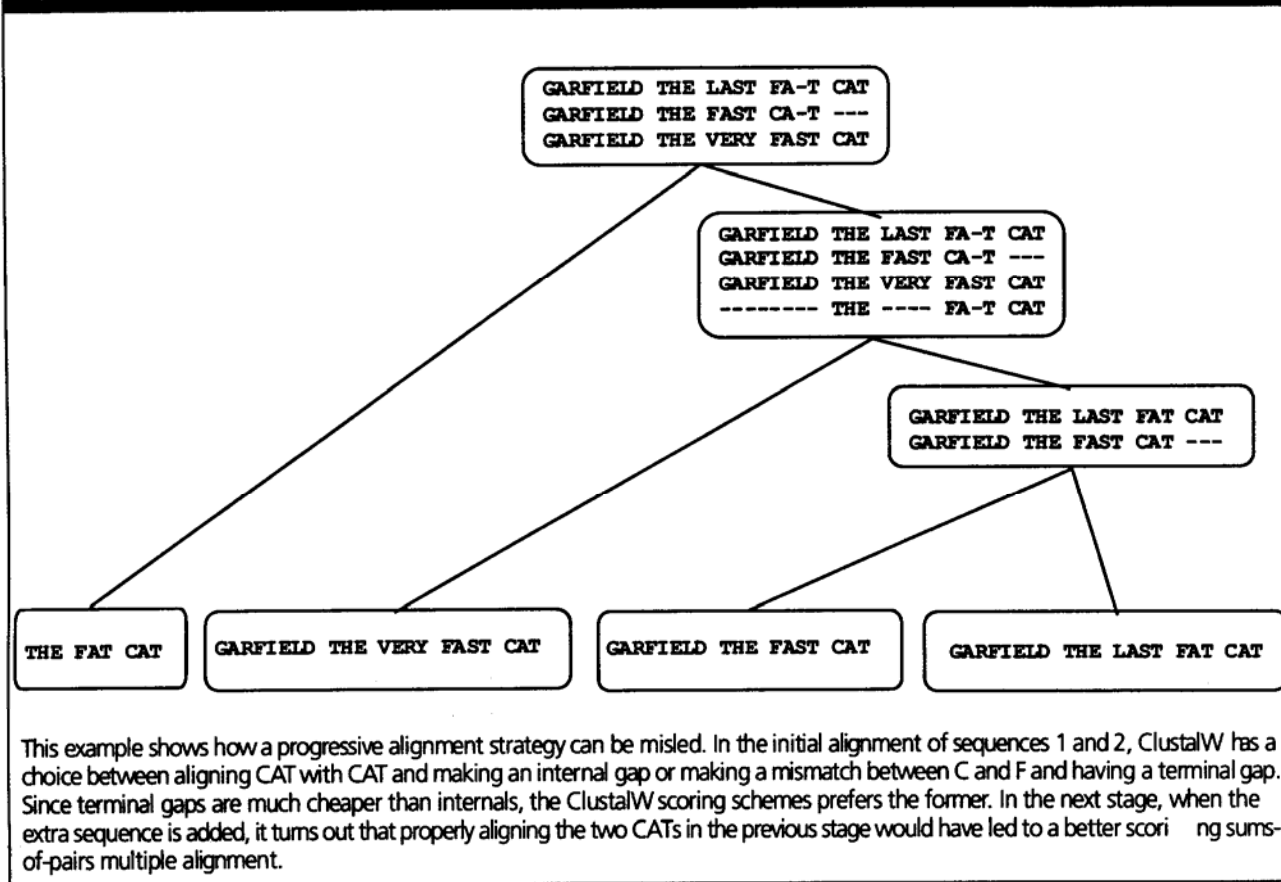 GARFIELD THE LAST FA-T CAT
GARFIELD THE FAST CA-T ---
GARFIELD THE VERY FAST CAT
GARFIELD THE LAST FA-T CAT
GARFIELD THE FAST CA-T ---
GARFIELD THE VERY FAST CAT
-------- THE ---- FA-T CAT
GARFIELD THE LAST FAT CAT
GARFIELD THE FAST CAT ---
THE FAT CAT
GARFIELD THE VERY FAST CAT
GARFIELD THE FAST CAT
GARFIELD THE LAST FAT CAT
This example shows how a progressive alignment strategy can be misled. In the initial alignment of sequences 1 and 2, ClustalW has a
choice between aligning CAT with CAT and making an internal gap or making a mismatch between C and F and having a terminal gap.
Since terminal gaps are much cheaper than internals, the ClustalW scoring schemes prefers the former. In the next stage, when the
extra sequence is added, it turns out that properly aligning the two CATs in the previous stage would have led to a better scori ng sums-
of-pairs multiple alignment.